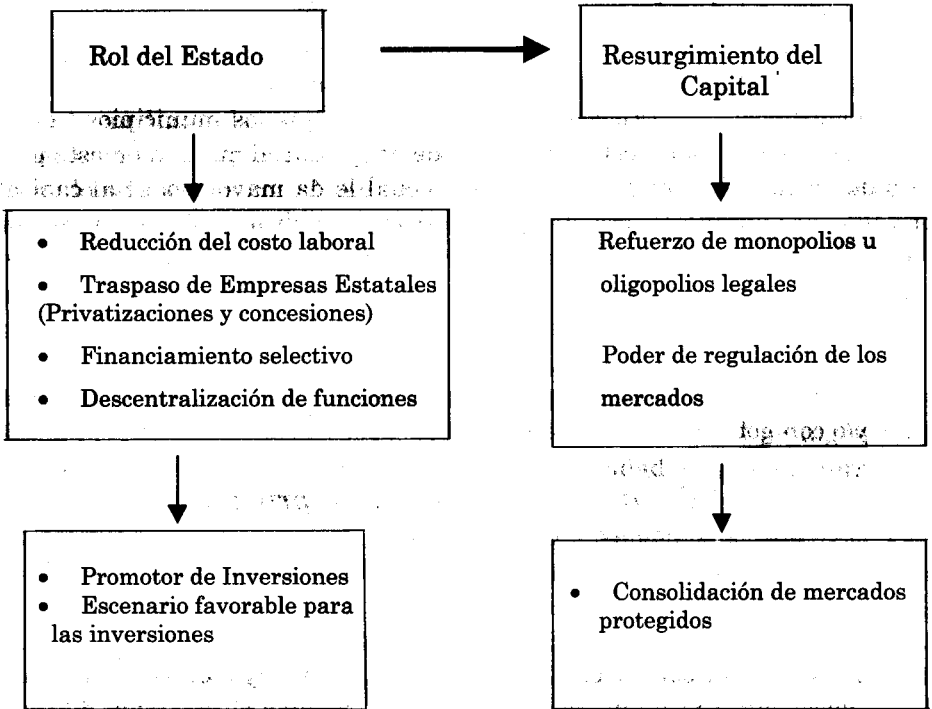 Rol del Estado
Resurgimiento del
Capital
• Reducción del costo laboral
• Traspaso de Empresas Estatales
(Privatizaciones y concesiones)
• Financiamiento selectivo
• Descentralización de funciones
Refuerzo de monopolios u
oligopolios legales
Poder de regulación de los
mercados
• Promotor de Inversiones
• Escenario favorable para
las inversiones
• Consolidación de mercados
protegidos